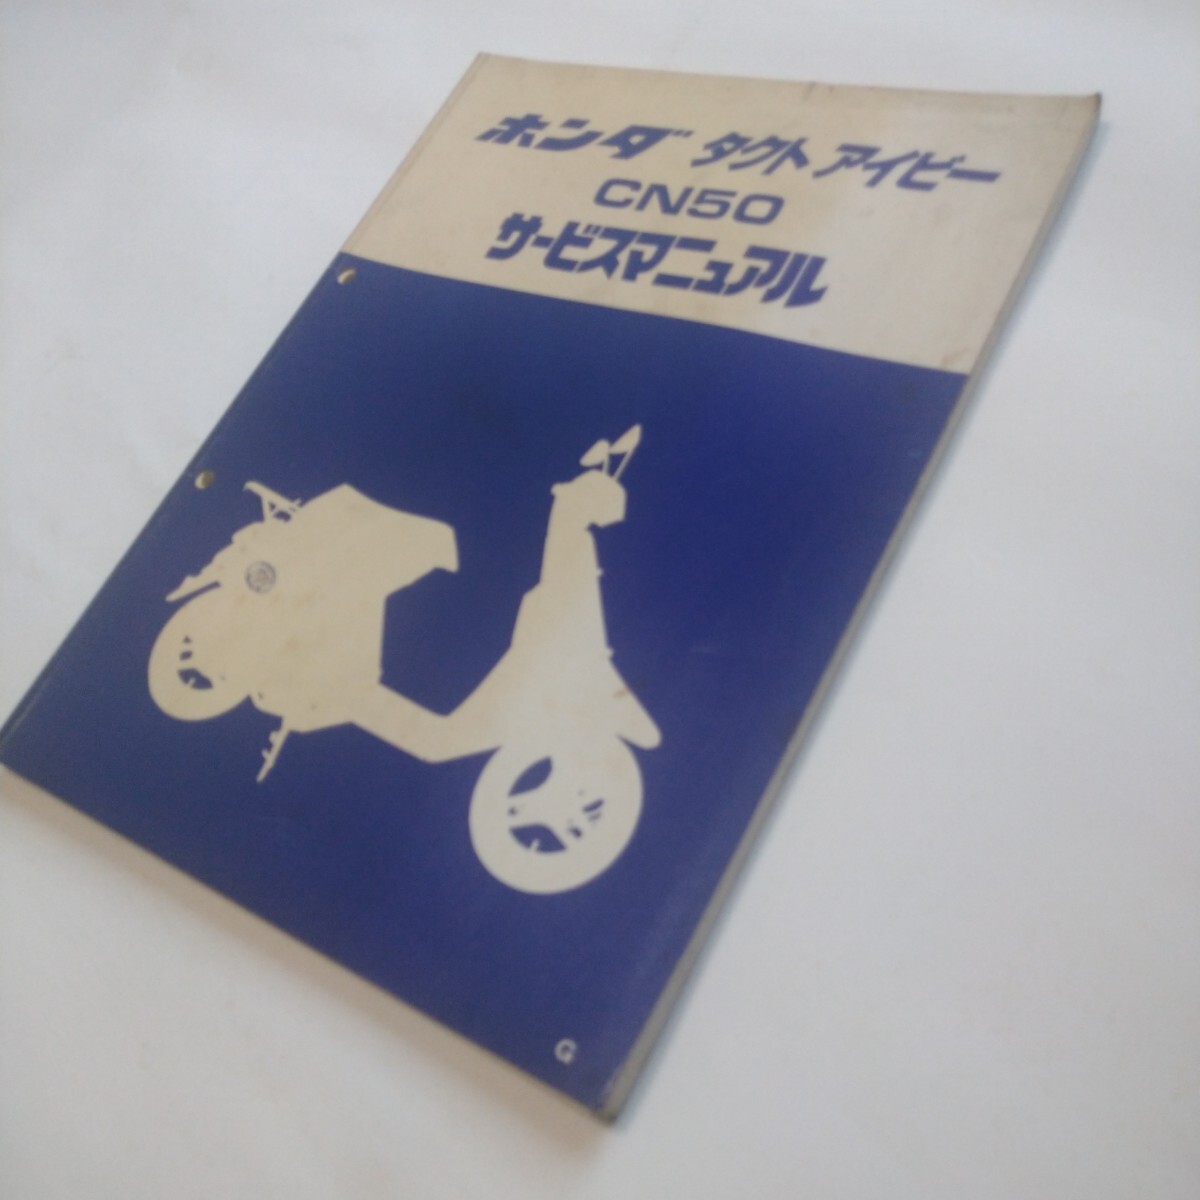 ホンダ タクト アイビー
CN50
サービスマニュアル
G